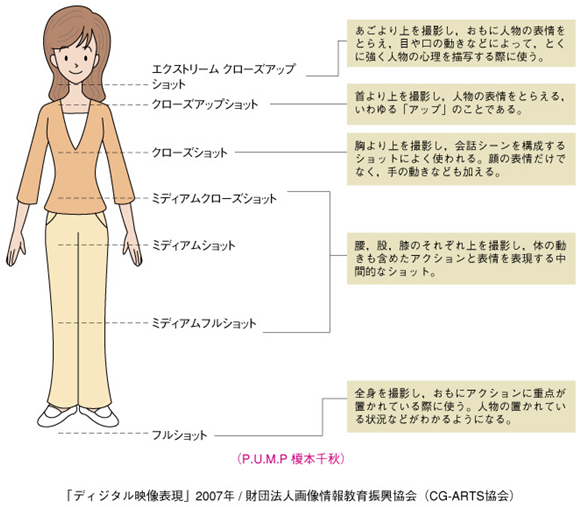 あごより上を撮影し，おもに人物の表情を
とらえ，目や口の動きなどによって，とく
に強く人物の心理を描写する際に使う。
エクストリーム クローズアップ
ショット
首より上を撮影し，人物の表情をとらえる，
いわゆる「アップ」のことである。
クローズアップショット
胸より上を撮影し，会話シーンを構成する
ショットによく使われる。顔の表情だけで
なく，手の動きなども加える。
クローズショット
ミディアムクローズショット
腰，股，膝のそれぞれ上を撮影し，体の動
きも含めたアクションと表情を表現する中
間的なショット。
ミディアムショット
ミディアムフルショット
全身を撮影し，おもにアクションに重点が
置かれている際に使う。人物の置かれてい
る状況などがわかるようになる。
フルショット
（P.U.M.P 榎本千秋）
「ディジタル映像表現」2007年 / 財団法人画像情報教育振興協会（CG-ARTS協会）